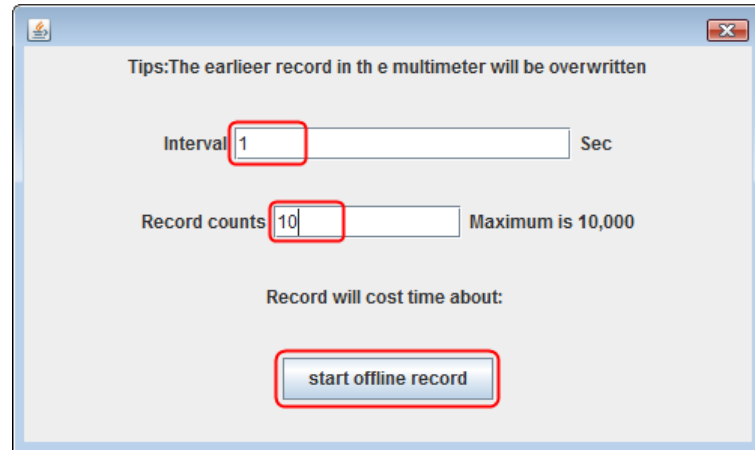 Tips:The earlieer record in th e multimeter will be overwritten
Interval 1 Sec
Record counts 10 Maximum is 10,000
Record will cost time about:
start offline record